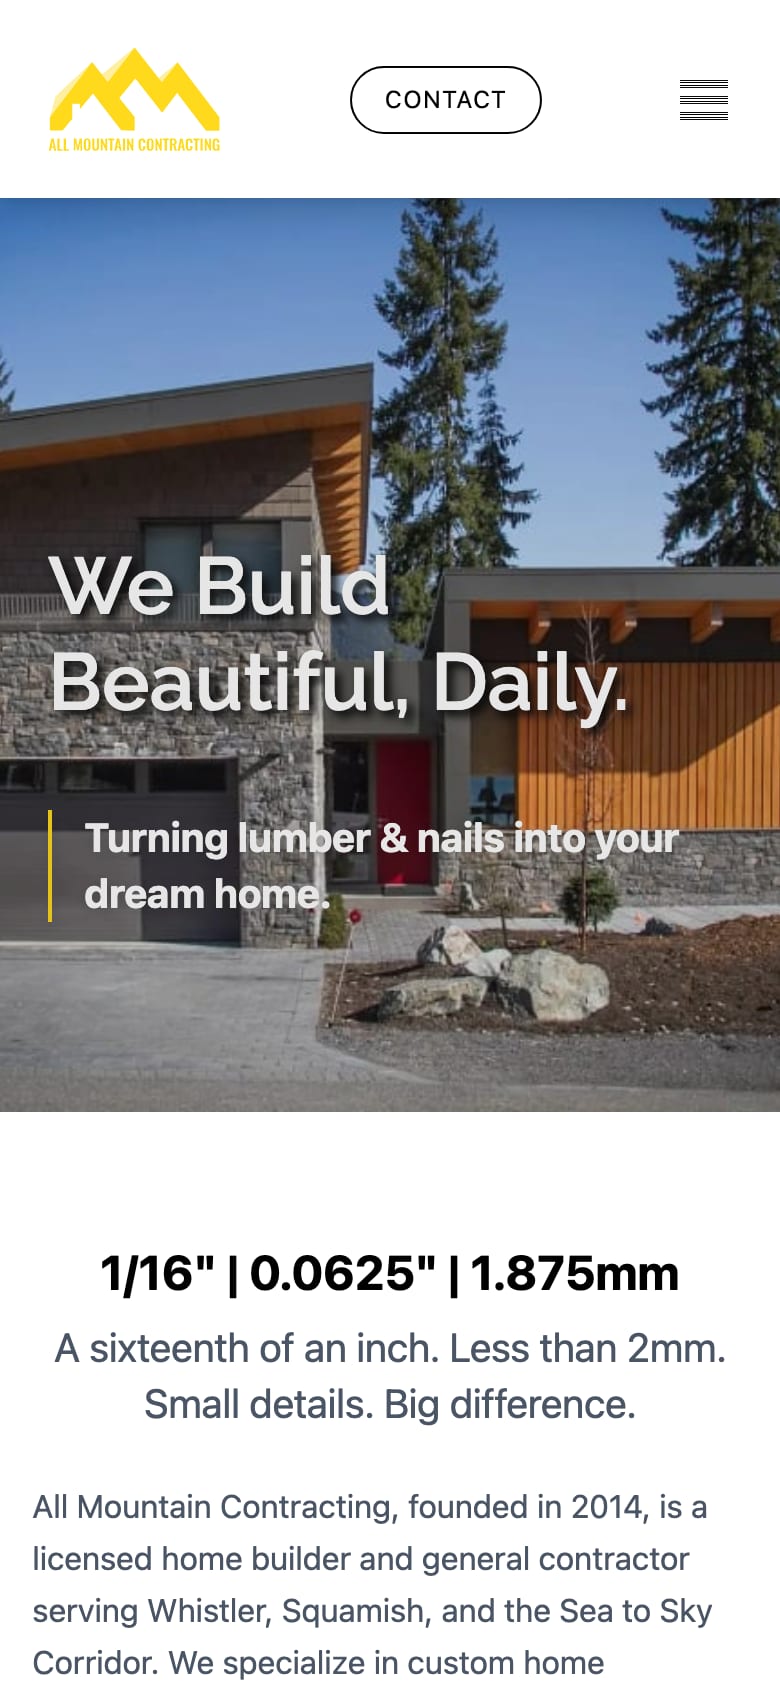 ALL MOUNTAIN CONTRACTING
CONTACT
We Build
Beautiful, Daily.
Turning lumber & nails into your
dream home.
1/16" | 0.0625" | 1.875mm
A sixteenth of an inch. Less than 2mm.
Small details. Big difference.
All Mountain Contracting, founded in 2014, is a
licensed home builder and general contractor
serving Whistler, Squamish, and the Sea to Sky
Corridor. We specialize in custom home